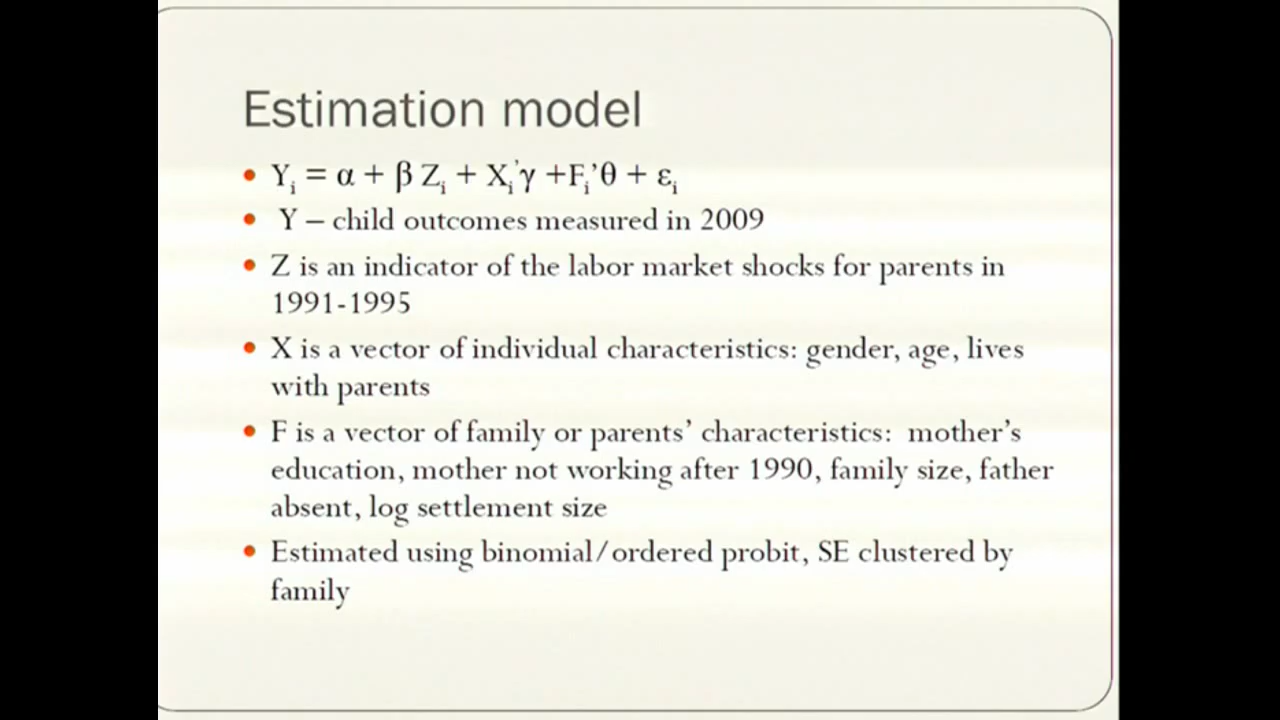 Estimation model
• Yᵢ = α + β Zᵢ + Xᵢ'γ +Fᵢ’θ + εᵢ
• Y – child outcomes measured in 2009
• Z is an indicator of the labor market shocks for parents in
1991-1995
• X is a vector of individual characteristics: gender, age, lives
with parents
• F is a vector of family or parents’ characteristics: mother’s
education, mother not working after 1990, family size, father
absent, log settlement size
• Estimated using binomial/ordered probit, SE clustered by
family